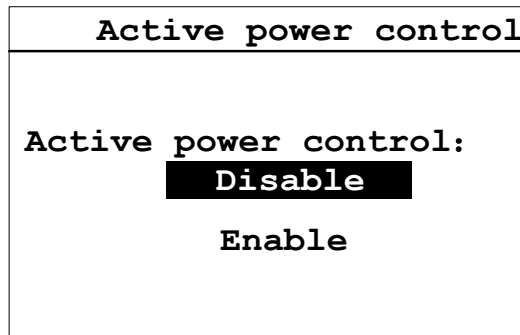 Active power control
Active power control:
Disable
Enable